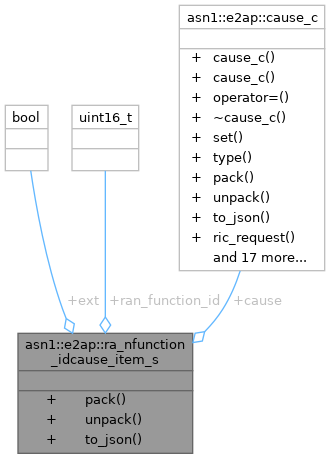 asn1::e2ap::cause_c
+ cause_c()
+ cause_c()
+ operator=()
+ ~cause_c()
+ set()
+ type()
+ pack()
+ unpack()
+ to_json()
+ ric_request()
and 17 more...
bool
uint16_t
+ext
+ran_function_id
+cause
asn1::e2ap::ra_nfunction
_idcause_item_s
+ pack()
+ unpack()
+ to_json()